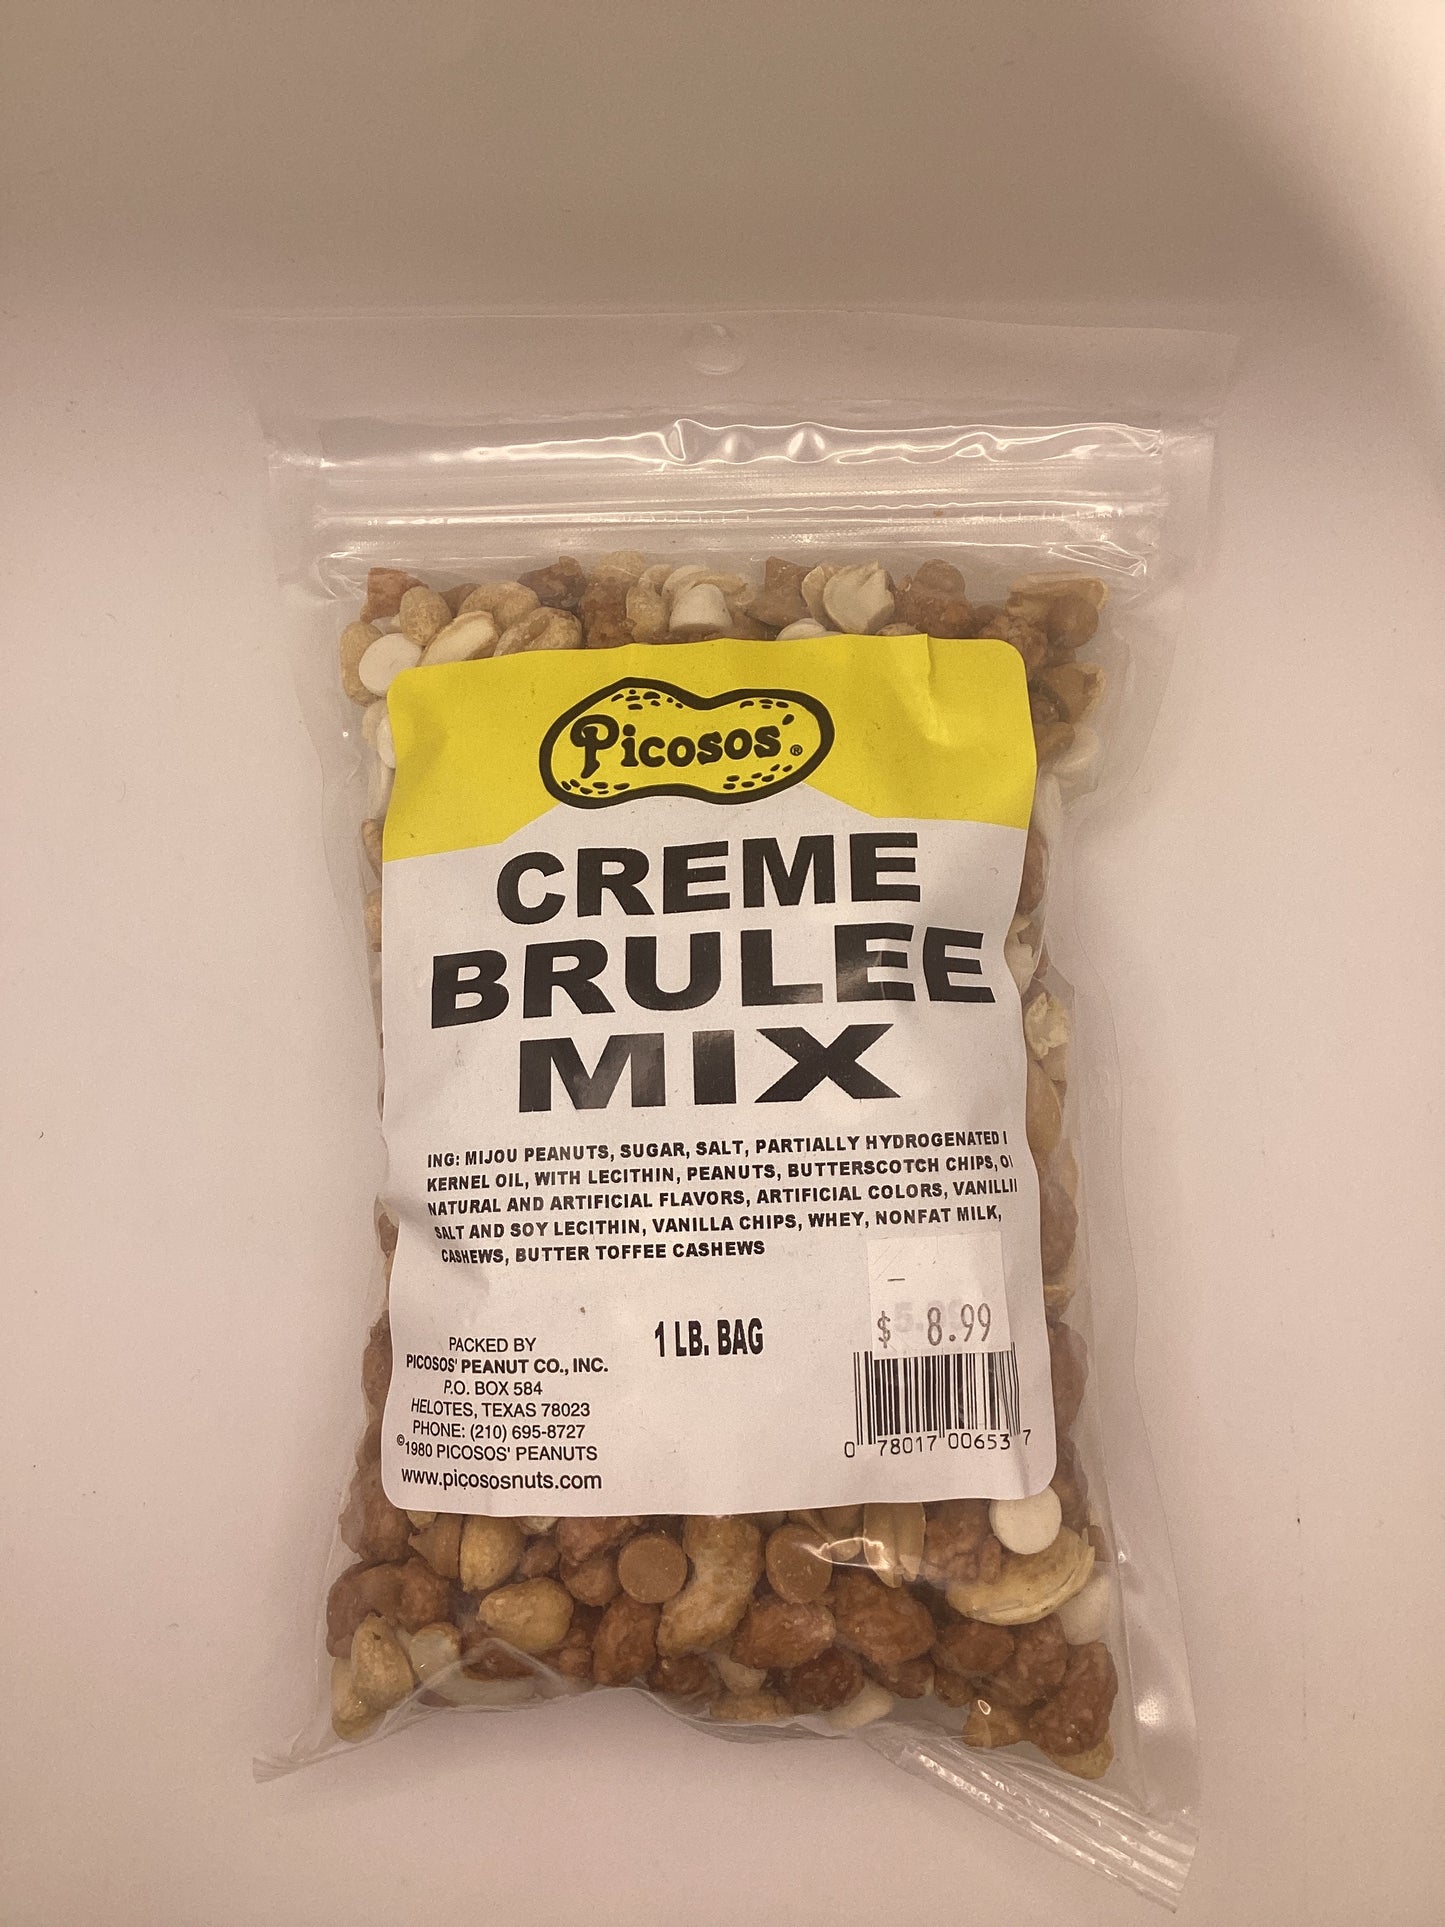 Picosos'®
CREME
BRULEE
MIX
ING: MIJOU PEANUTS, SUGAR, SALT, PARTIALLY HYDROGENATED
KERNEL OIL, WITH LECITHIN, PEANUTS, BUTTERSCOTCH CHIPS,
NATURAL AND ARTIFICIAL FLAVORS, ARTIFICIAL COLORS,
SALT AND SOY LECITHIN, VANILLA CHIPS, WHEY, NONFAT MILK,
CASHEWS, BUTTER TOFFEE CASHEWS
$ 8.99
1 LB. BAG
PACKED BY
PICOSOS' PEANUT CO., INC.
P.O. BOX 584
HELOTES, TEXAS 78023
PHONE: (210) 695-8727
©1980 PICOSOS' PEANUTS
www.picososnuts.com
0 78017 00653 7